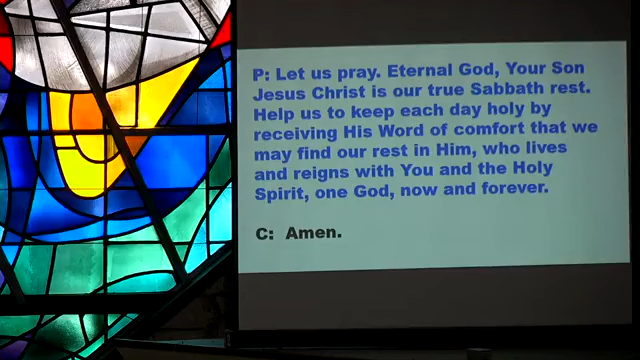 P: Let us pray. Eternal God, Your Son
Jesus Christ is our true Sabbath rest.
Help us to keep each day holy by
receiving His Word of comfort that we
may find our rest in Him, who lives
and reigns with You and the Holy
Spirit, one God, now and forever.
C: Amen.